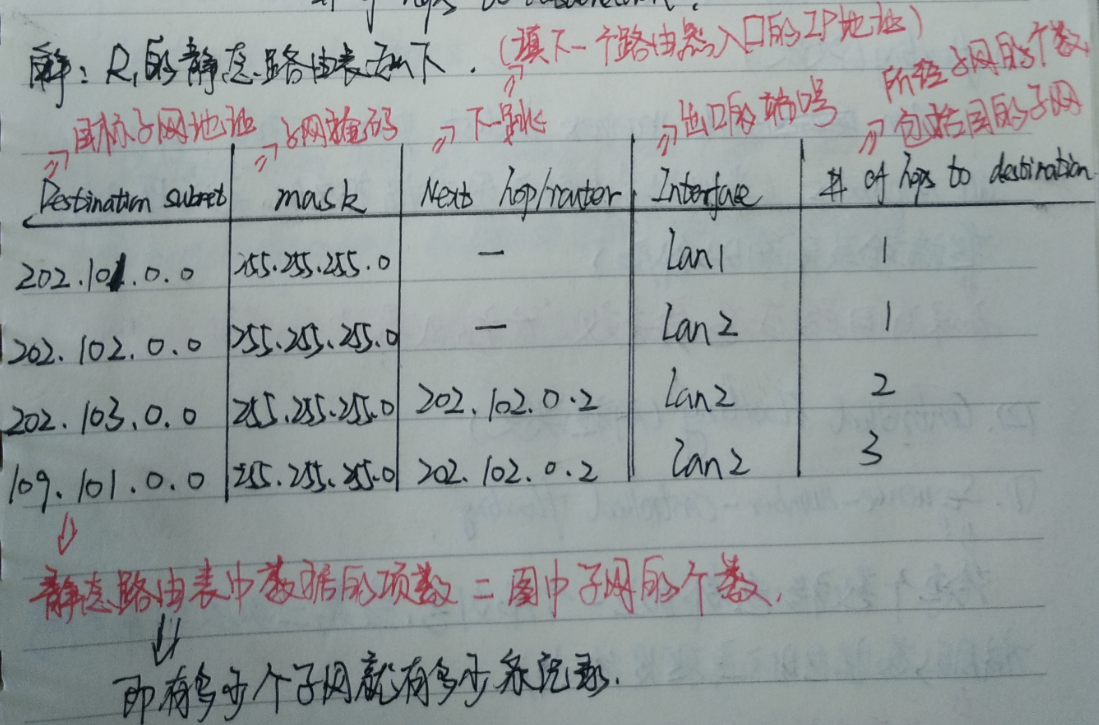 解：R1的静态路由表如下.
(填下一个路由器入口的IP地址)
目标子网地址
子网掩码
下一跳
出口的端口号
所经子网的个数,
包括目的子网
Destination subnet mask Next hop/router Interface # of hops to destination
202.101.0.0 255.255.255.0 — Lan1 1
202.102.0.0 255.255.255.0 — Lan2 1
202.103.0.0 255.255.255.0 202.102.0.2 Lan2 2
109.101.0.0 255.255.255.0 202.102.0.2 Lan2 3
静态路由表中数据的项数 = 图中子网的个数.
即有多少个子网就有多少条记录.